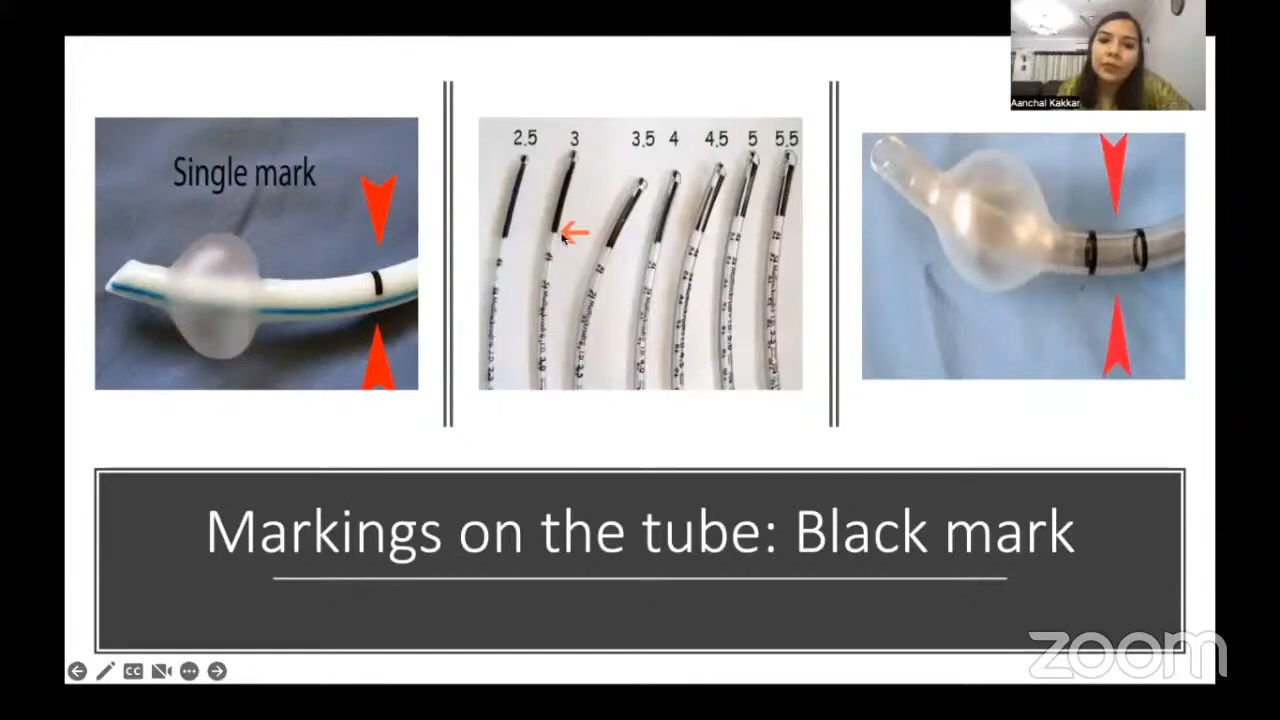 Aanchal Kakkar
Single mark
2.5 3 3.5 4 4.5 5 5.5
Markings on the tube: Black mark
CC
zoom